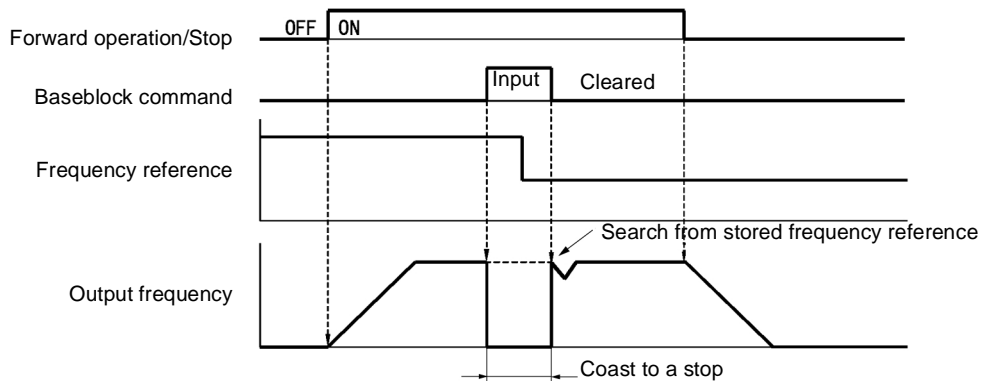 Forward operation/Stop
OFF ON
Baseblock command
Input
Cleared
Frequency reference
Search from stored frequency reference
Output frequency
Coast to a stop